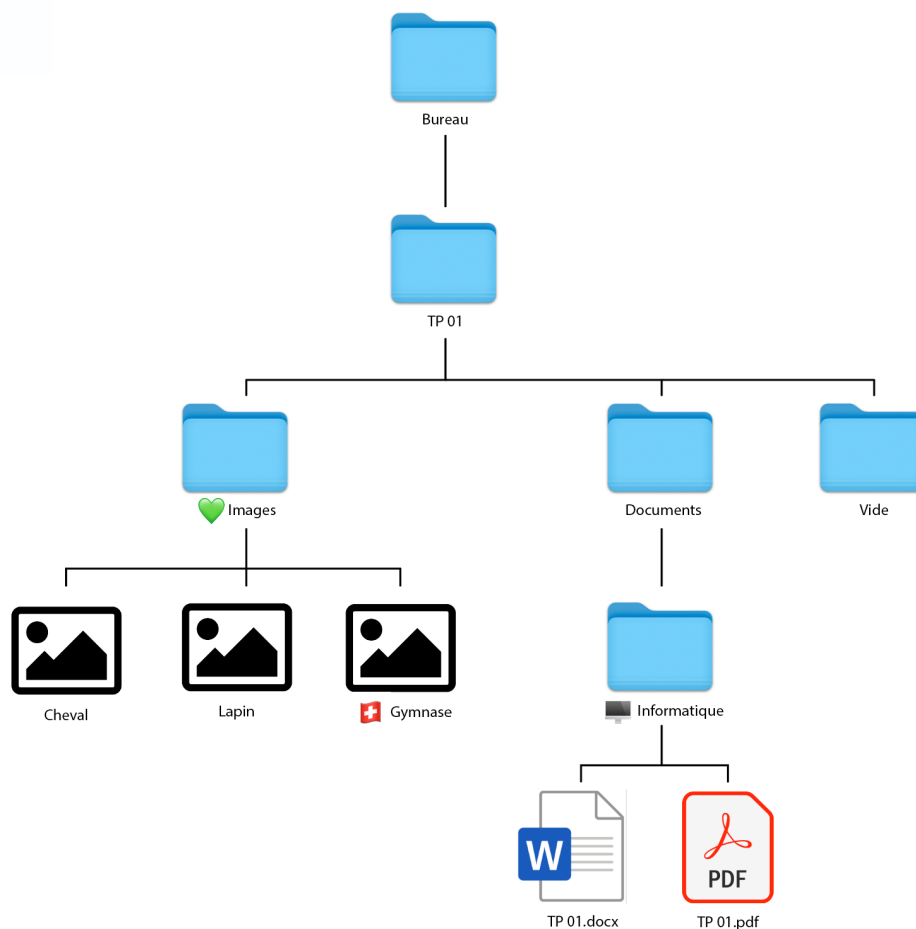 Bureau
TP 01
💚 Images
Documents
Vide
Cheval
Lapin
🇨🇭 Gymnase
🖥️ Informatique
W
PDF
TP 01.docx
TP 01.pdf